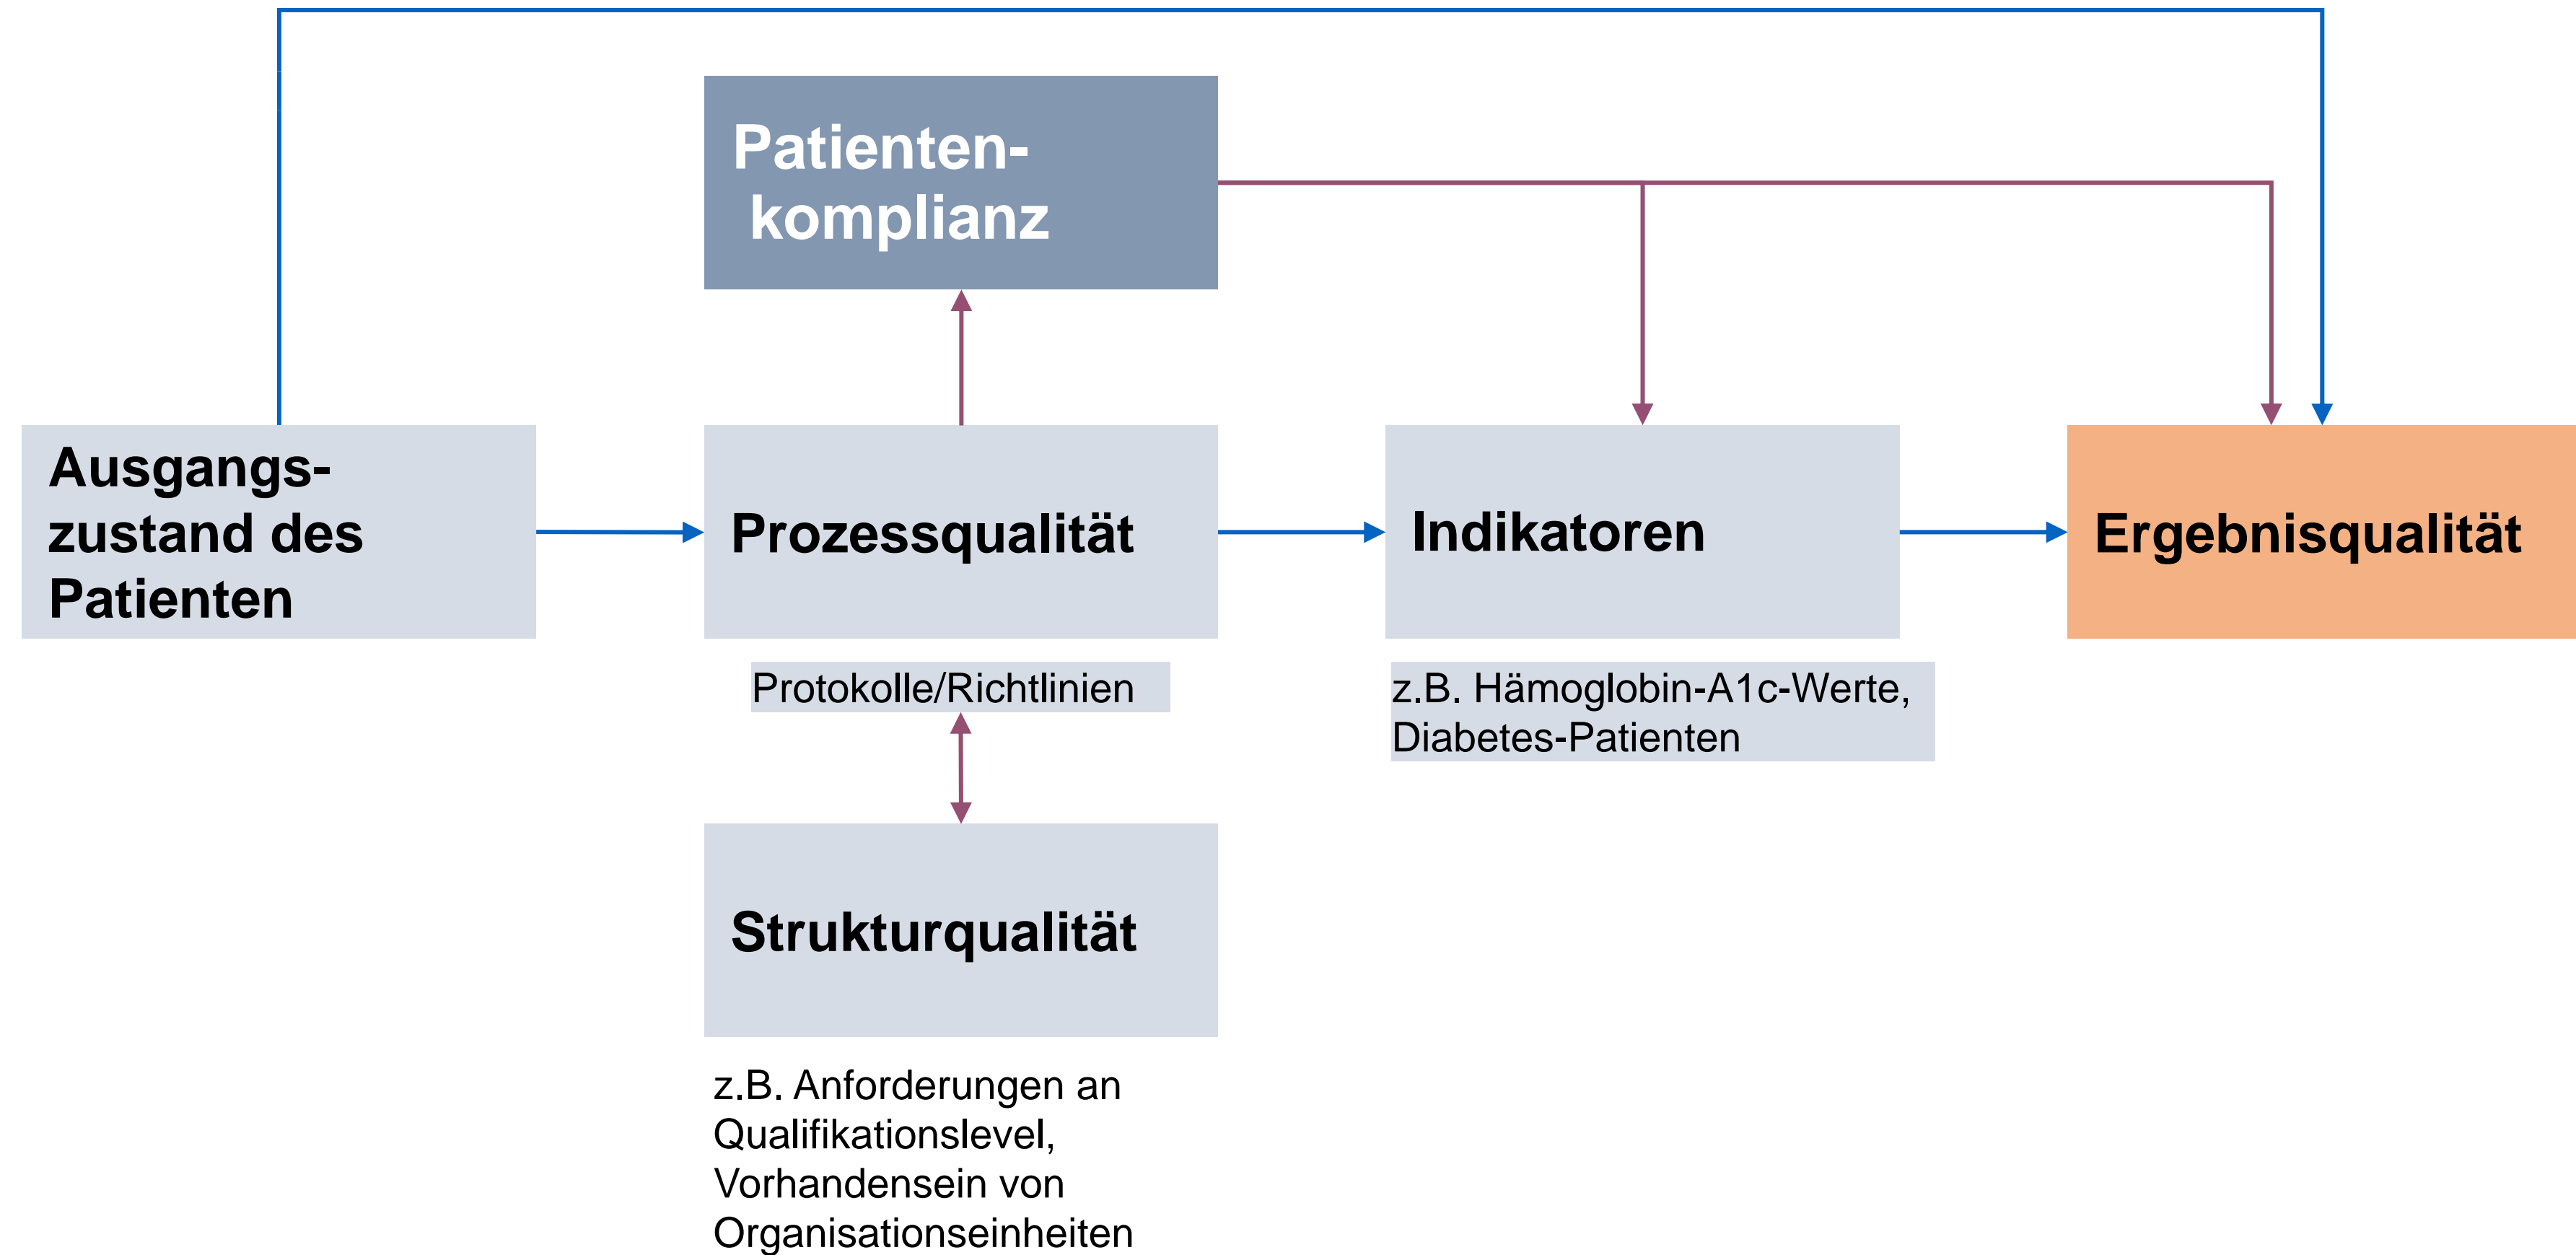 Patienten-
komplianz
Ausgangs-
zustand des
Patienten
Prozessqualität
Indikatoren
Ergebnisqualität
Protokolle/Richtlinien
z.B. Hämoglobin-A1c-Werte,
Diabetes-Patienten
Strukturqualität
z.B. Anforderungen an
Qualifikationslevel,
Vorhandensein von
Organisationseinheiten